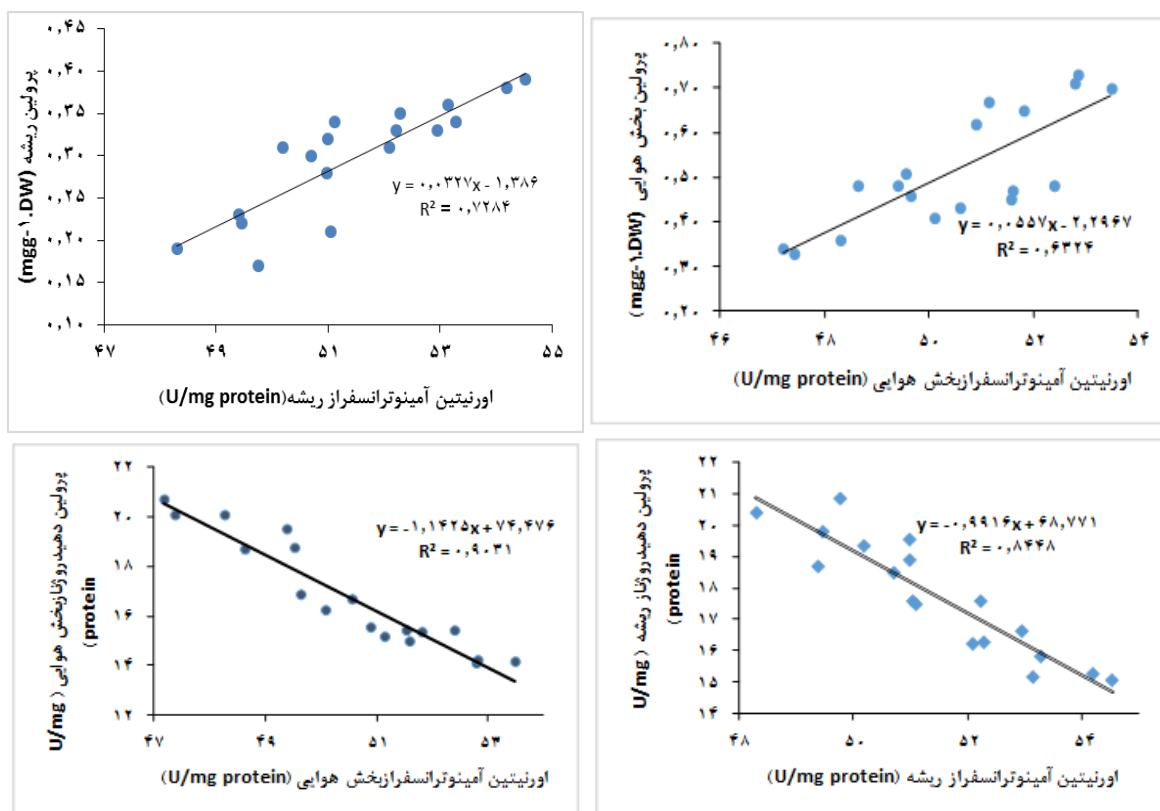 پرولین ریشه (mgg-۱.DW)
۰,۴۵
۰,۴۰
۰,۳۵
۰,۳۰
۰,۲۵
۰,۲۰
۰,۱۵
۰,۱۰
y = ۰,۰۳۲۷x - ۱,۳۸۶
R² = ۰,۷۲۸۴
۴۷ ۴۹ ۵۱ ۵۳ ۵۵
اورنیتین آمینوترانسفراز ریشه(U/mg protein)
پرولین بخش هوایی (mgg-۱.DW)
۰,۸۰
۰,۷۰
۰,۶۰
۰,۵۰
۰,۴۰
۰,۳۰
۰,۲۰
y = ۰,۰۵۵۷x - ۲,۲۹۶۷
R² = ۰,۶۳۲۴
۴۶ ۴۸ ۵۰ ۵۲ ۵۴
اورنیتین آمینوترانسفرازبخش هوایی (U/mg protein)
پرولین دهیدروژنازبخش هوایی (U/mg
protein)
۲۲
۲۰
۱۸
۱۶
۱۴
۱۲
y = -۱,۱۴۲۵x + ۷۴,۴۷۶
R² = ۰,۹۰۳۱
۴۷ ۴۹ ۵۱ ۵۳
اورنیتین آمینوترانسفرازبخش هوایی (U/mg protein)
پرولین دهیدروژناز ریشه (U/mg
protein)
۲۲
۲۱
۲۰
۱۹
۱۸
۱۷
۱۶
۱۵
۱۴
y = -۰,۹۹۱۶x + ۶۸,۷۷۱
R² = ۰,۸۴۴۸
۴۸ ۵۰ ۵۲ ۵۴
اورنیتین آمینوترانسفراز ریشه (U/mg protein)